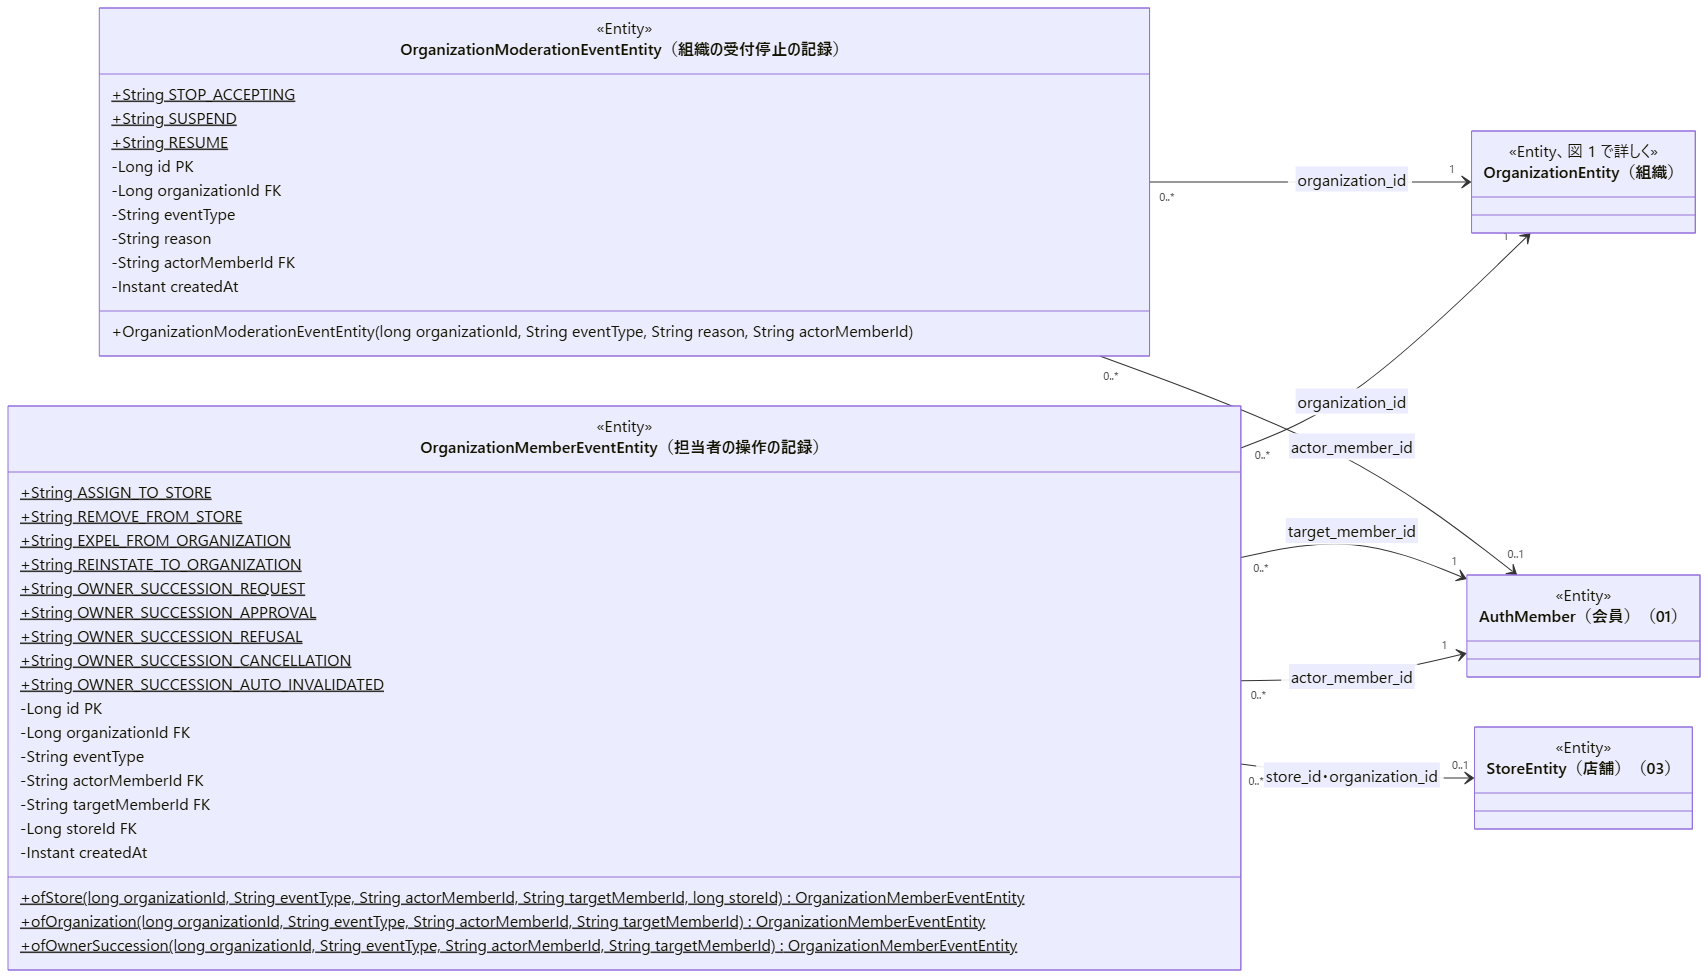 «Entity»
OrganizationModerationEventEntity（組織の受付停止の記録）
+String STOP_ACCEPTING
+String SUSPEND
+String RESUME
-Long id PK
-Long organizationId FK
-String eventType
-String reason
-String actorMemberId FK
-Instant createdAt
+OrganizationModerationEventEntity(long organizationId, String eventType, String reason, String actorMemberId)
organization_id
0..*
1
«Entity、図 1 で詳しく»
OrganizationEntity（組織）
1
0..*
«Entity»
OrganizationMemberEventEntity（担当者の操作の記録）
+String ASSIGN_TO_STORE
+String REMOVE_FROM_STORE
+String EXPEL_FROM_ORGANIZATION
+String REINSTATE_TO_ORGANIZATION
+String OWNER_SUCCESSION_REQUEST
+String OWNER_SUCCESSION_APPROVAL
+String OWNER_SUCCESSION_REFUSAL
+String OWNER_SUCCESSION_CANCELLATION
+String OWNER_SUCCESSION_AUTO_INVALIDATED
-Long id PK
-Long organizationId FK
-String eventType
-String actorMemberId FK
-String targetMemberId FK
-Long storeId FK
-Instant createdAt
+ofStore(long organizationId, String eventType, String actorMemberId, String targetMemberId, long storeId) : OrganizationMemberEventEntity
+ofOrganization(long organizationId, String eventType, String actorMemberId, String targetMemberId) : OrganizationMemberEventEntity
+ofOwnerSuccession(long organizationId, String eventType, String actorMemberId, String targetMemberId) : OrganizationMemberEventEntity
organization_id
0..*
actor_member_id
target_member_id
0..*
1
0..1
«Entity»
AuthMember（会員）（01）
actor_member_id
0..*
1
store_id・organization_id
0..*
0..1
«Entity»
StoreEntity（店舗）（03）